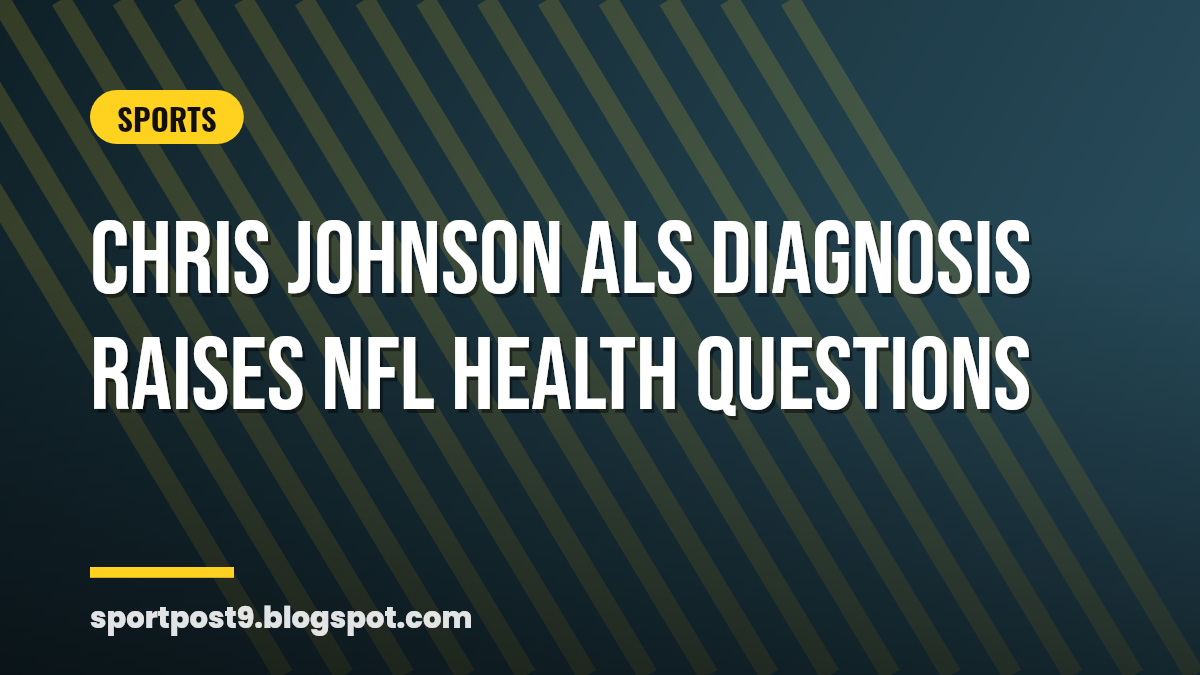 SPORTS
CHRIS JOHNSON ALS DIAGNOSIS
RAISES NFL HEALTH QUESTIONS
sportpost9.blogspot.com